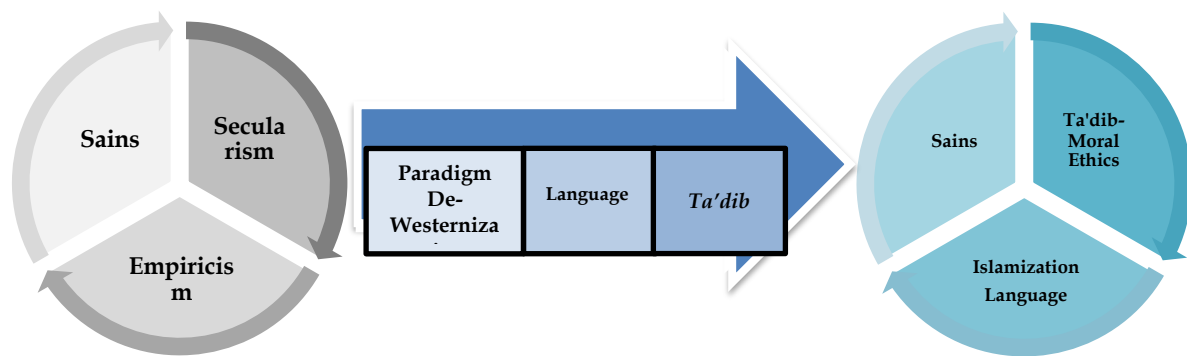 Sains
Secula
rism
Empiricis
m
Paradigm
De-
Westerniza
Language
Ta'dib
Sains
Ta'dib-
Moral
Ethics
Islamization
Language